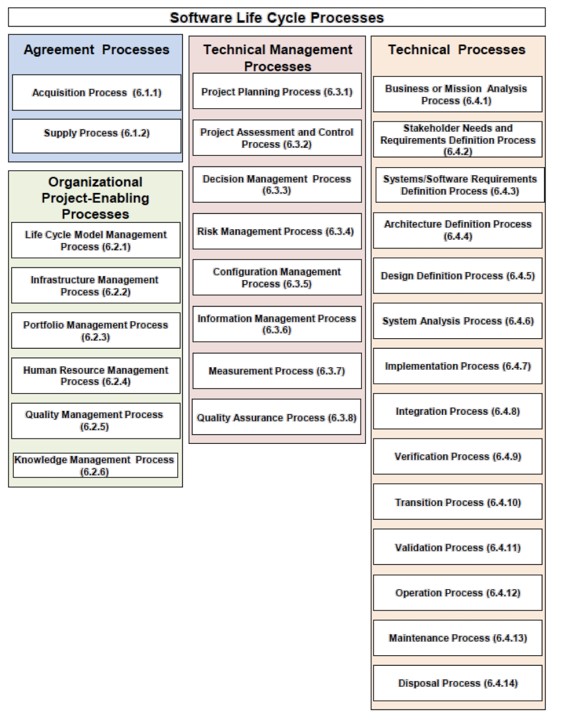 Software Life Cycle Processes
Agreement Processes
Acquisition Process (6.1.1)
Supply Process (6.1.2)
Organizational
Project-Enabling
Processes
Life Cycle Model Management
Process (6.2.1)
Infrastructure Management
Process (6.2.2)
Portfolio Management Process
(6.2.3)
Human Resource Management
Process (6.2.4)
Quality Management Process
(6.2.5)
Knowledge Management Process
(6.2.6)
Technical Management
Processes
Project Planning Process (6.3.1)
Project Assessment and Control
Process (6.3.2)
Decision Management Process
(6.3.3)
Risk Management Process (6.3.4)
Configuration Management
Process (6.3.5)
Information Management Process
(6.3.6)
Measurement Process (6.3.7)
Quality Assurance Process (6.3.8)
Technical Processes
Business or Mission Analysis
Process (6.4.1)
Stakeholder Needs and
Requirements Definition Process
(6.4.2)
Systems/Software Requirements
Definition Process (6.4.3)
Architecture Definition Process
(6.4.4)
Design Definition Process (6.4.5)
System Analysis Process (6.4.6)
Implementation Process (6.4.7)
Integration Process (6.4.8)
Verification Process (6.4.9)
Transition Process (6.4.10)
Validation Process (6.4.11)
Operation Process (6.4.12)
Maintenance Process (6.4.13)
Disposal Process (6.4.14)